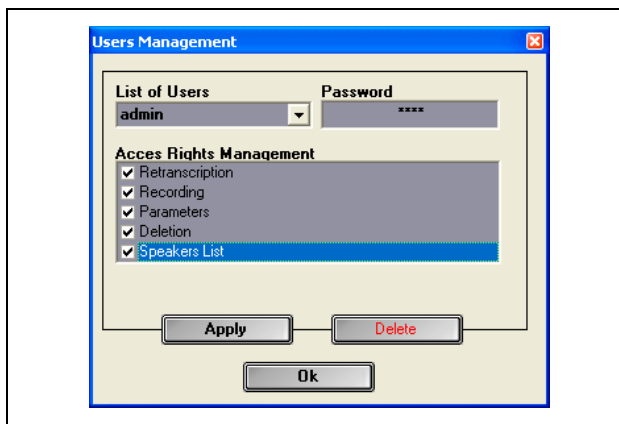 Users Management
List of Users Password
admin ****
Acces Rights Management
Retranscription
Recording
Parameters
Deletion
Speakers List
Apply Delete
Ok